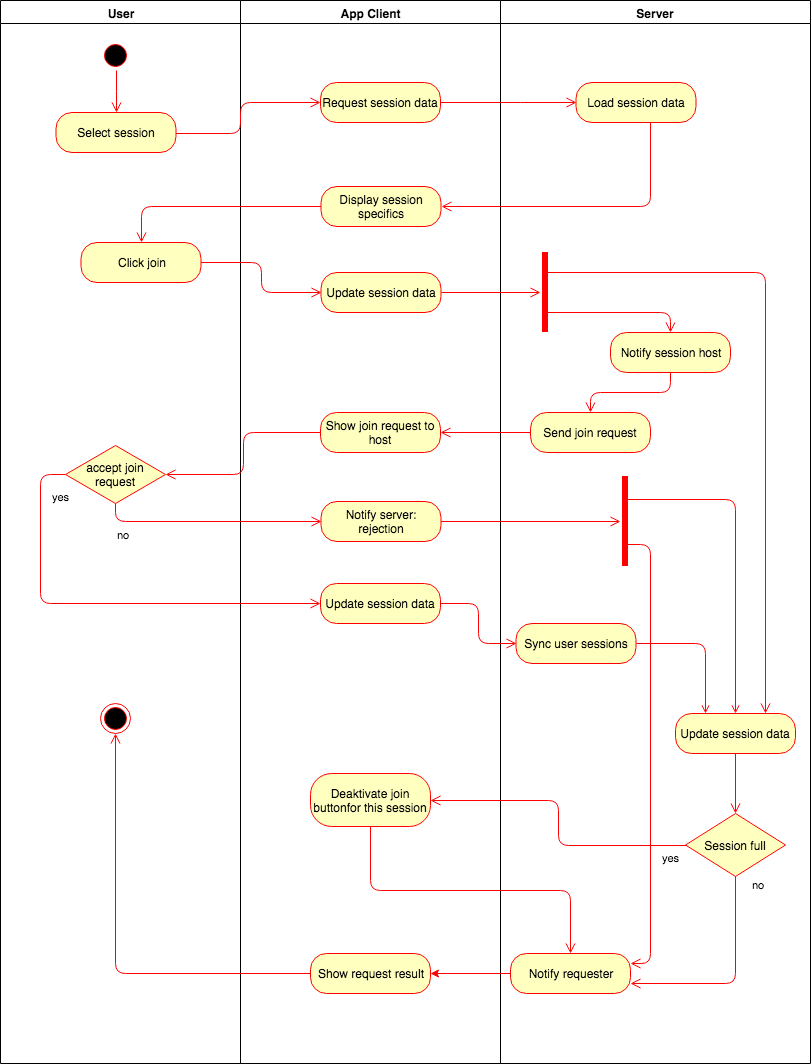 User
App Client
Server
Request session data
Load session data
Select session
Display session
specifics
Click join
Update session data
Notify session host
Show join request to
host
Send join request
accept join
request
yes
Notify server:
rejection
no
Update session data
Sync user sessions
Update session data
Deaktivate join
buttonfor this session
Session full
yes
no
Show request result
Notify requester